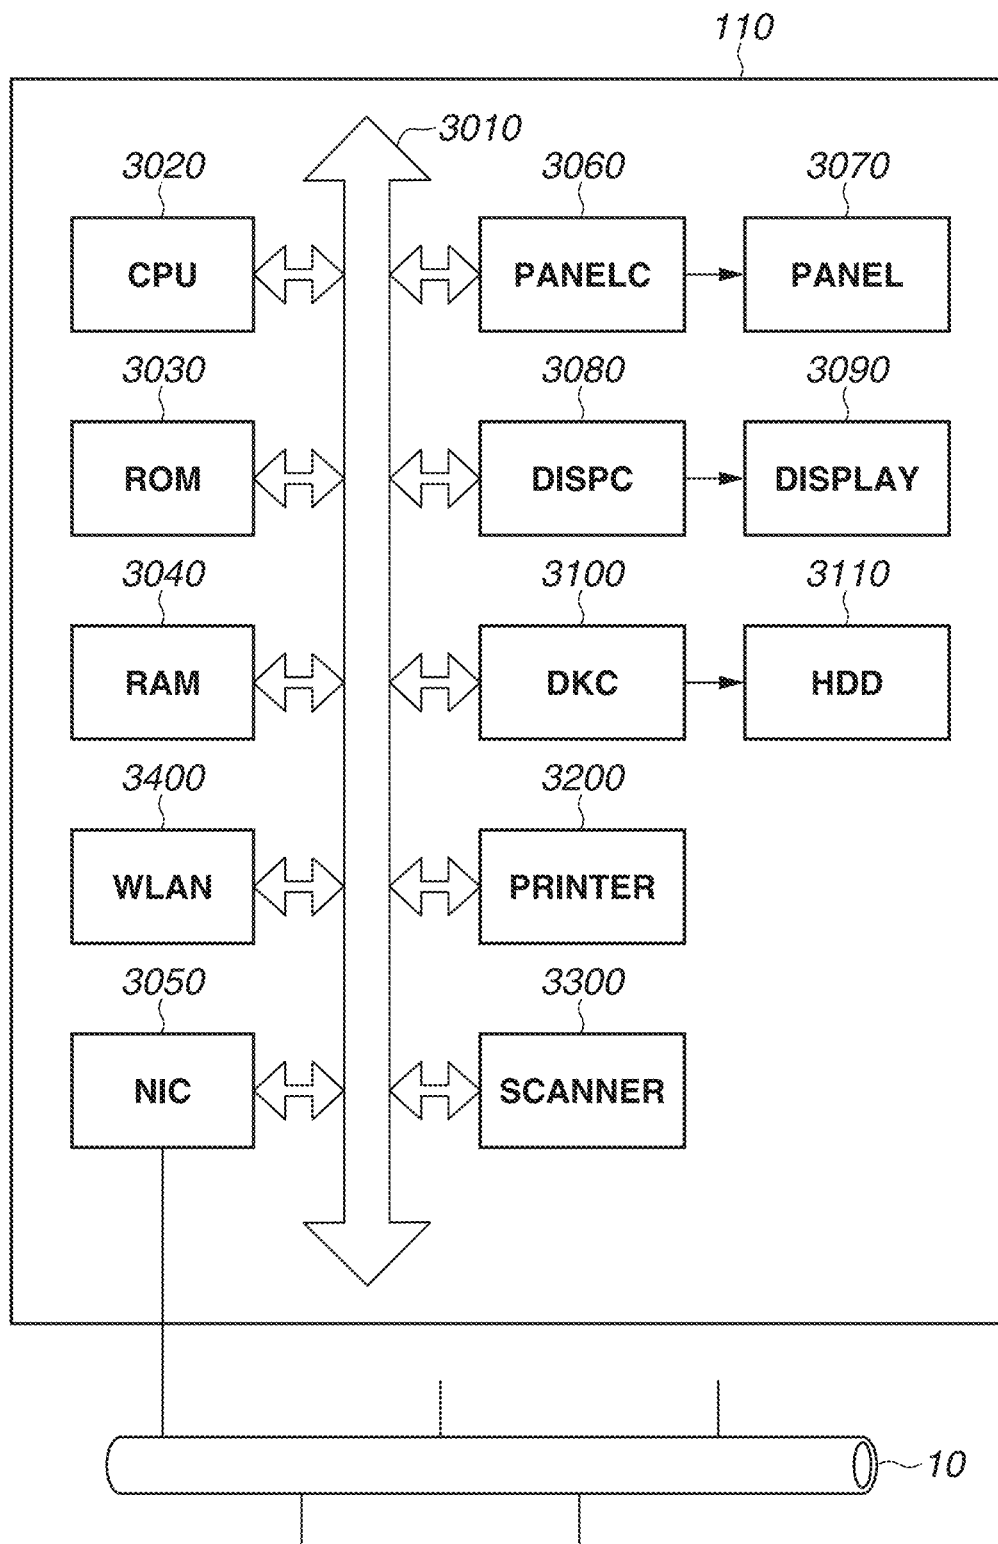 110
3010
3020
3060
3070
CPU
PANELC
PANEL
3030
3080
3090
ROM
DISPC
DISPLAY
3040
3100
3110
RAM
DKC
HDD
3400
3200
WLAN
PRINTER
3050
3300
NIC
SCANNER
10